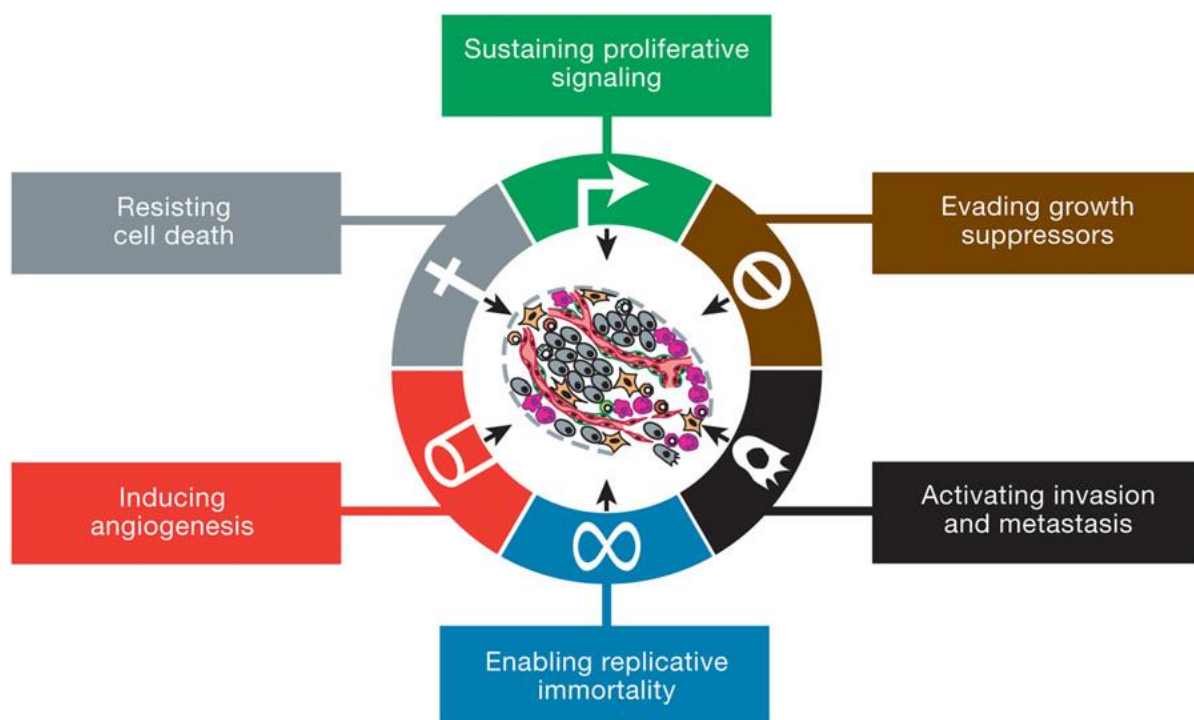 Sustaining proliferative
signaling
Resisting
cell death
Evading growth
suppressors
Inducing
angiogenesis
Activating invasion
and metastasis
Enabling replicative
immortality